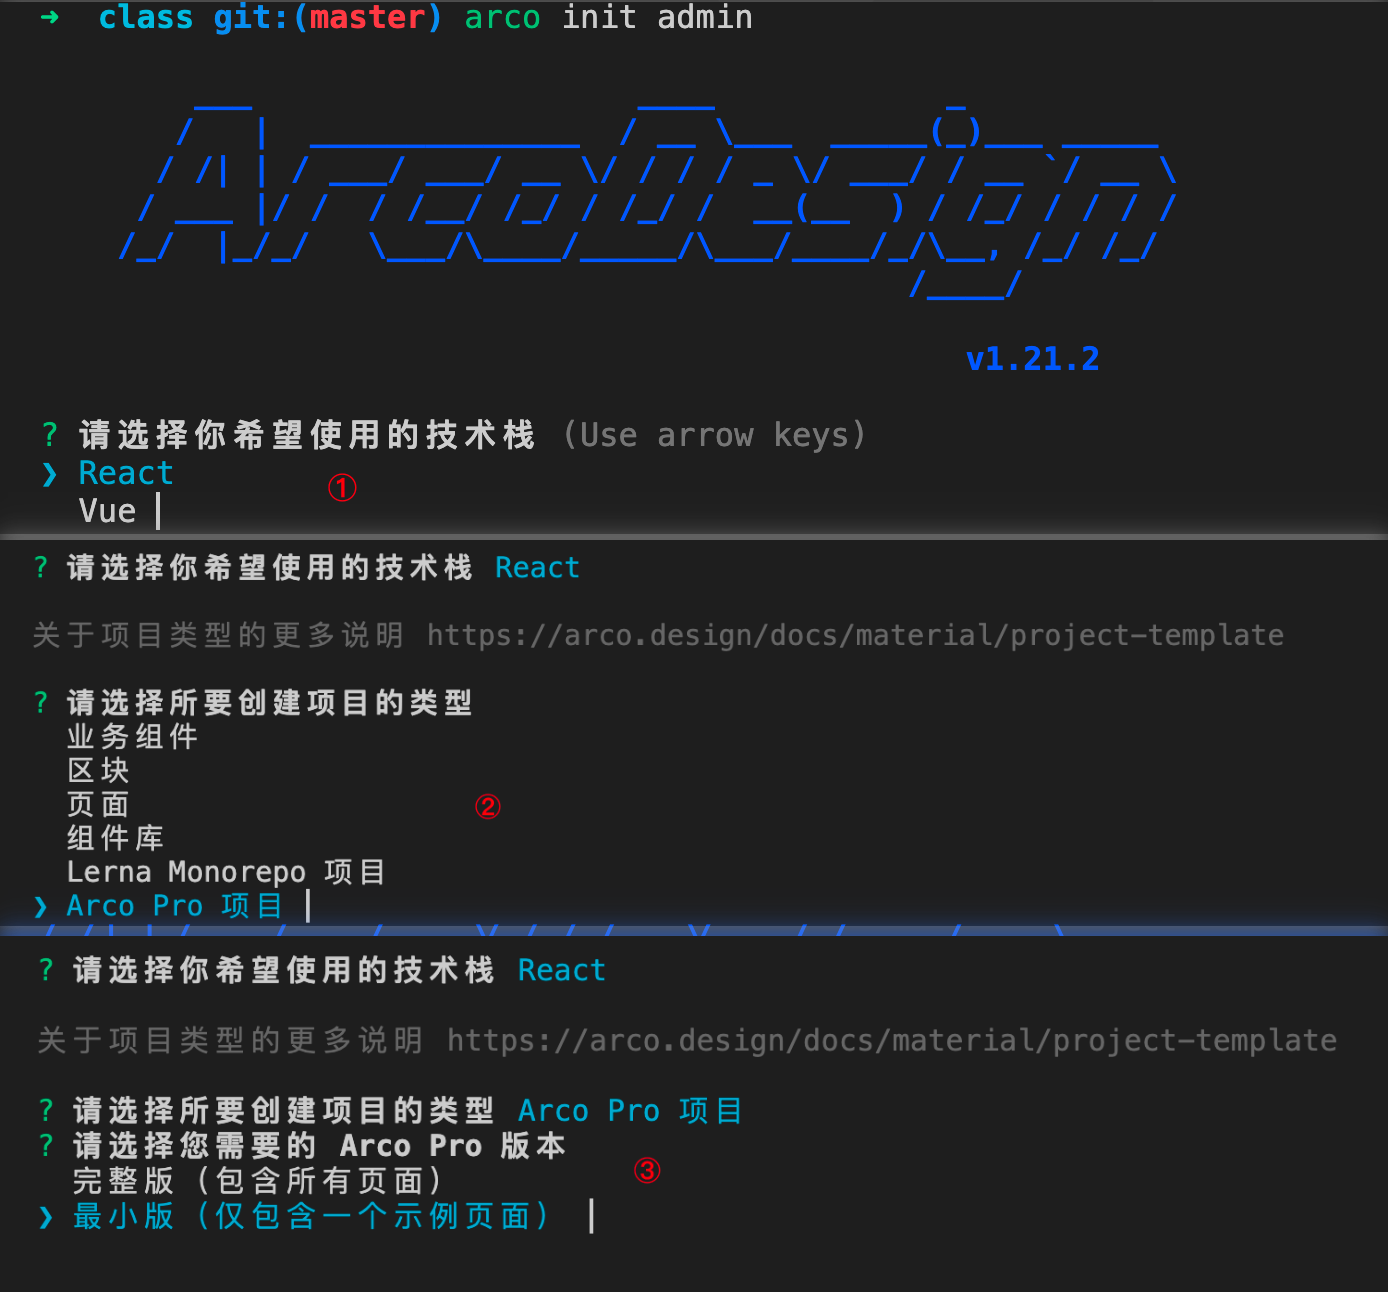 ➜ class git:(master) arco init admin
ArcoDesign
v1.21.2
? 请选择你希望使用的技术栈 (Use arrow keys)
❯ React
①
Vue
? 请选择你希望使用的技术栈 React
关于项目类型的更多说明 https://arco.design/docs/material/project-template
? 请选择所要创建项目的类型
业务组件
区块
页面
②
组件库
Lerna Monorepo 项目
❯ Arco Pro 项目
? 请选择你希望使用的技术栈 React
关于项目类型的更多说明 https://arco.design/docs/material/project-template
? 请选择所要创建项目的类型 Arco Pro 项目
? 请选择您需要的 Arco Pro 版本
③
完整版（包含所有页面）
❯ 最小版（仅包含一个示例页面）